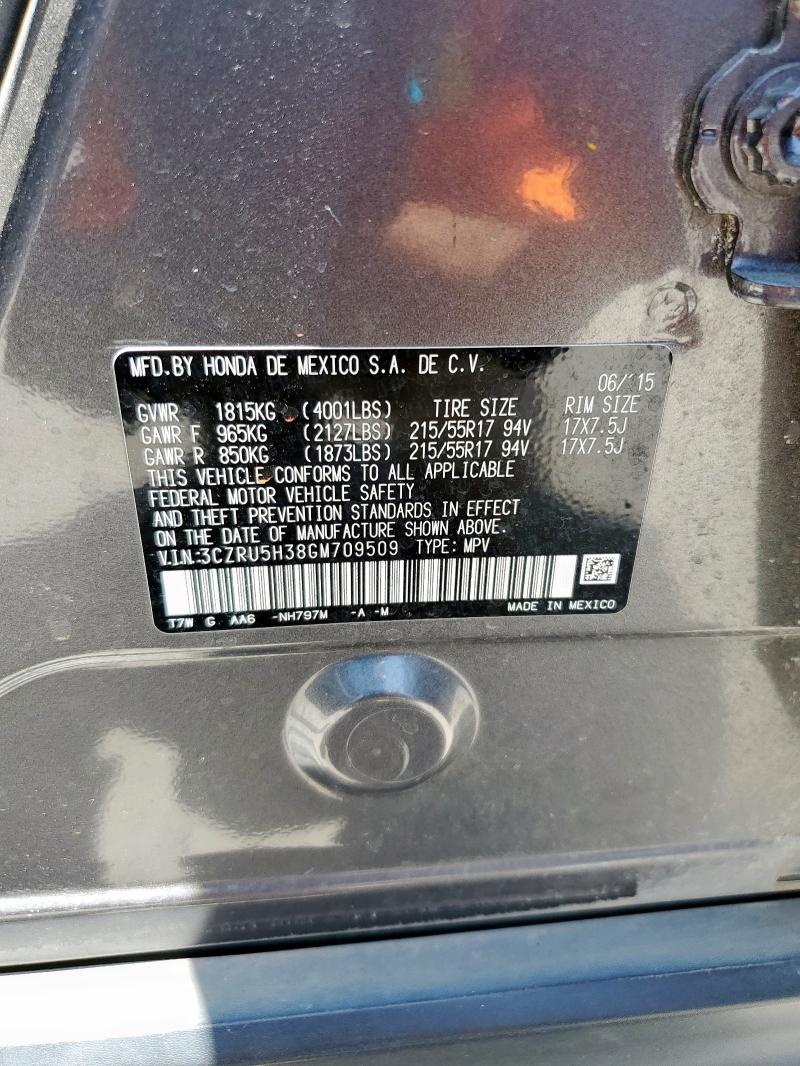 MFD.BY HONDA DE MEXICO S.A. DE C.V.
06/'15
GVWR 1815KG (4001LBS) TIRE SIZE RIM SIZE
GAWR F 965KG (2127LBS) 215/55R17 94V 17X7.5J
GAWR R 850KG (1873LBS) 215/55R17 94V 17X7.5J
THIS VEHICLE CONFORMS TO ALL APPLICABLE
FEDERAL MOTOR VEHICLE SAFETY
AND THEFT PREVENTION STANDARDS IN EFFECT
ON THE DATE OF MANUFACTURE SHOWN ABOVE.
V.I.N:3CZRU5H38GM709509 TYPE: MPV
T7W G AA6 -NH797M -A -M MADE IN MEXICO